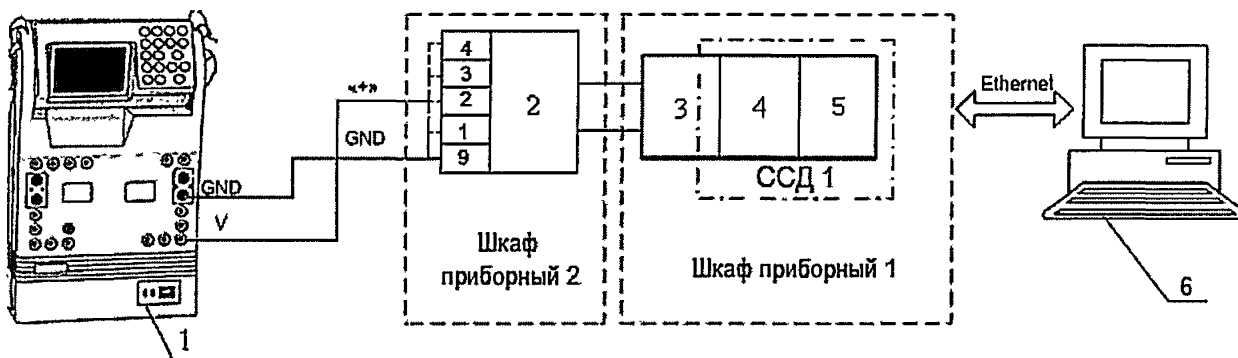 «+»
GND
GND
V
1
4
3
2
1
9
2
Шкаф
приборный 2
3
4
5
ССД 1
Шкаф приборный 1
Ethernet
6